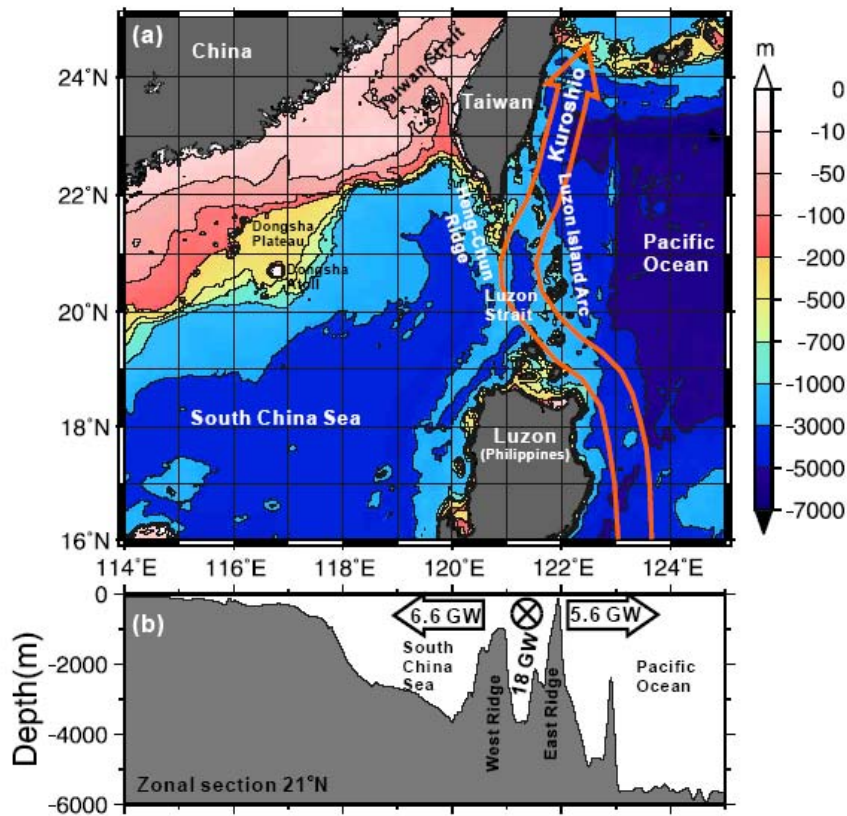 (a)
China
Taiwan Strait
Taiwan
Kuroshio
Heng-Chun
Ridge
Luzon Island Arc
Dongsha
Plateau
Dongsha
Atoll
Pacific
Ocean
Luzon
Strait
South China Sea
Luzon
(Philippines)
24°N
22°N
20°N
18°N
16°N
114°E 116°E 118°E 120°E 122°E 124°E
m
0
-10
-50
-100
-200
-500
-700
-1000
-3000
-5000
-7000
(b)
6.6 GW
18 GW
5.6 GW
South
China
Sea
West Ridge
East Ridge
Pacific
Ocean
Zonal section 21°N
Depth(m)
0
-2000
-4000
-6000